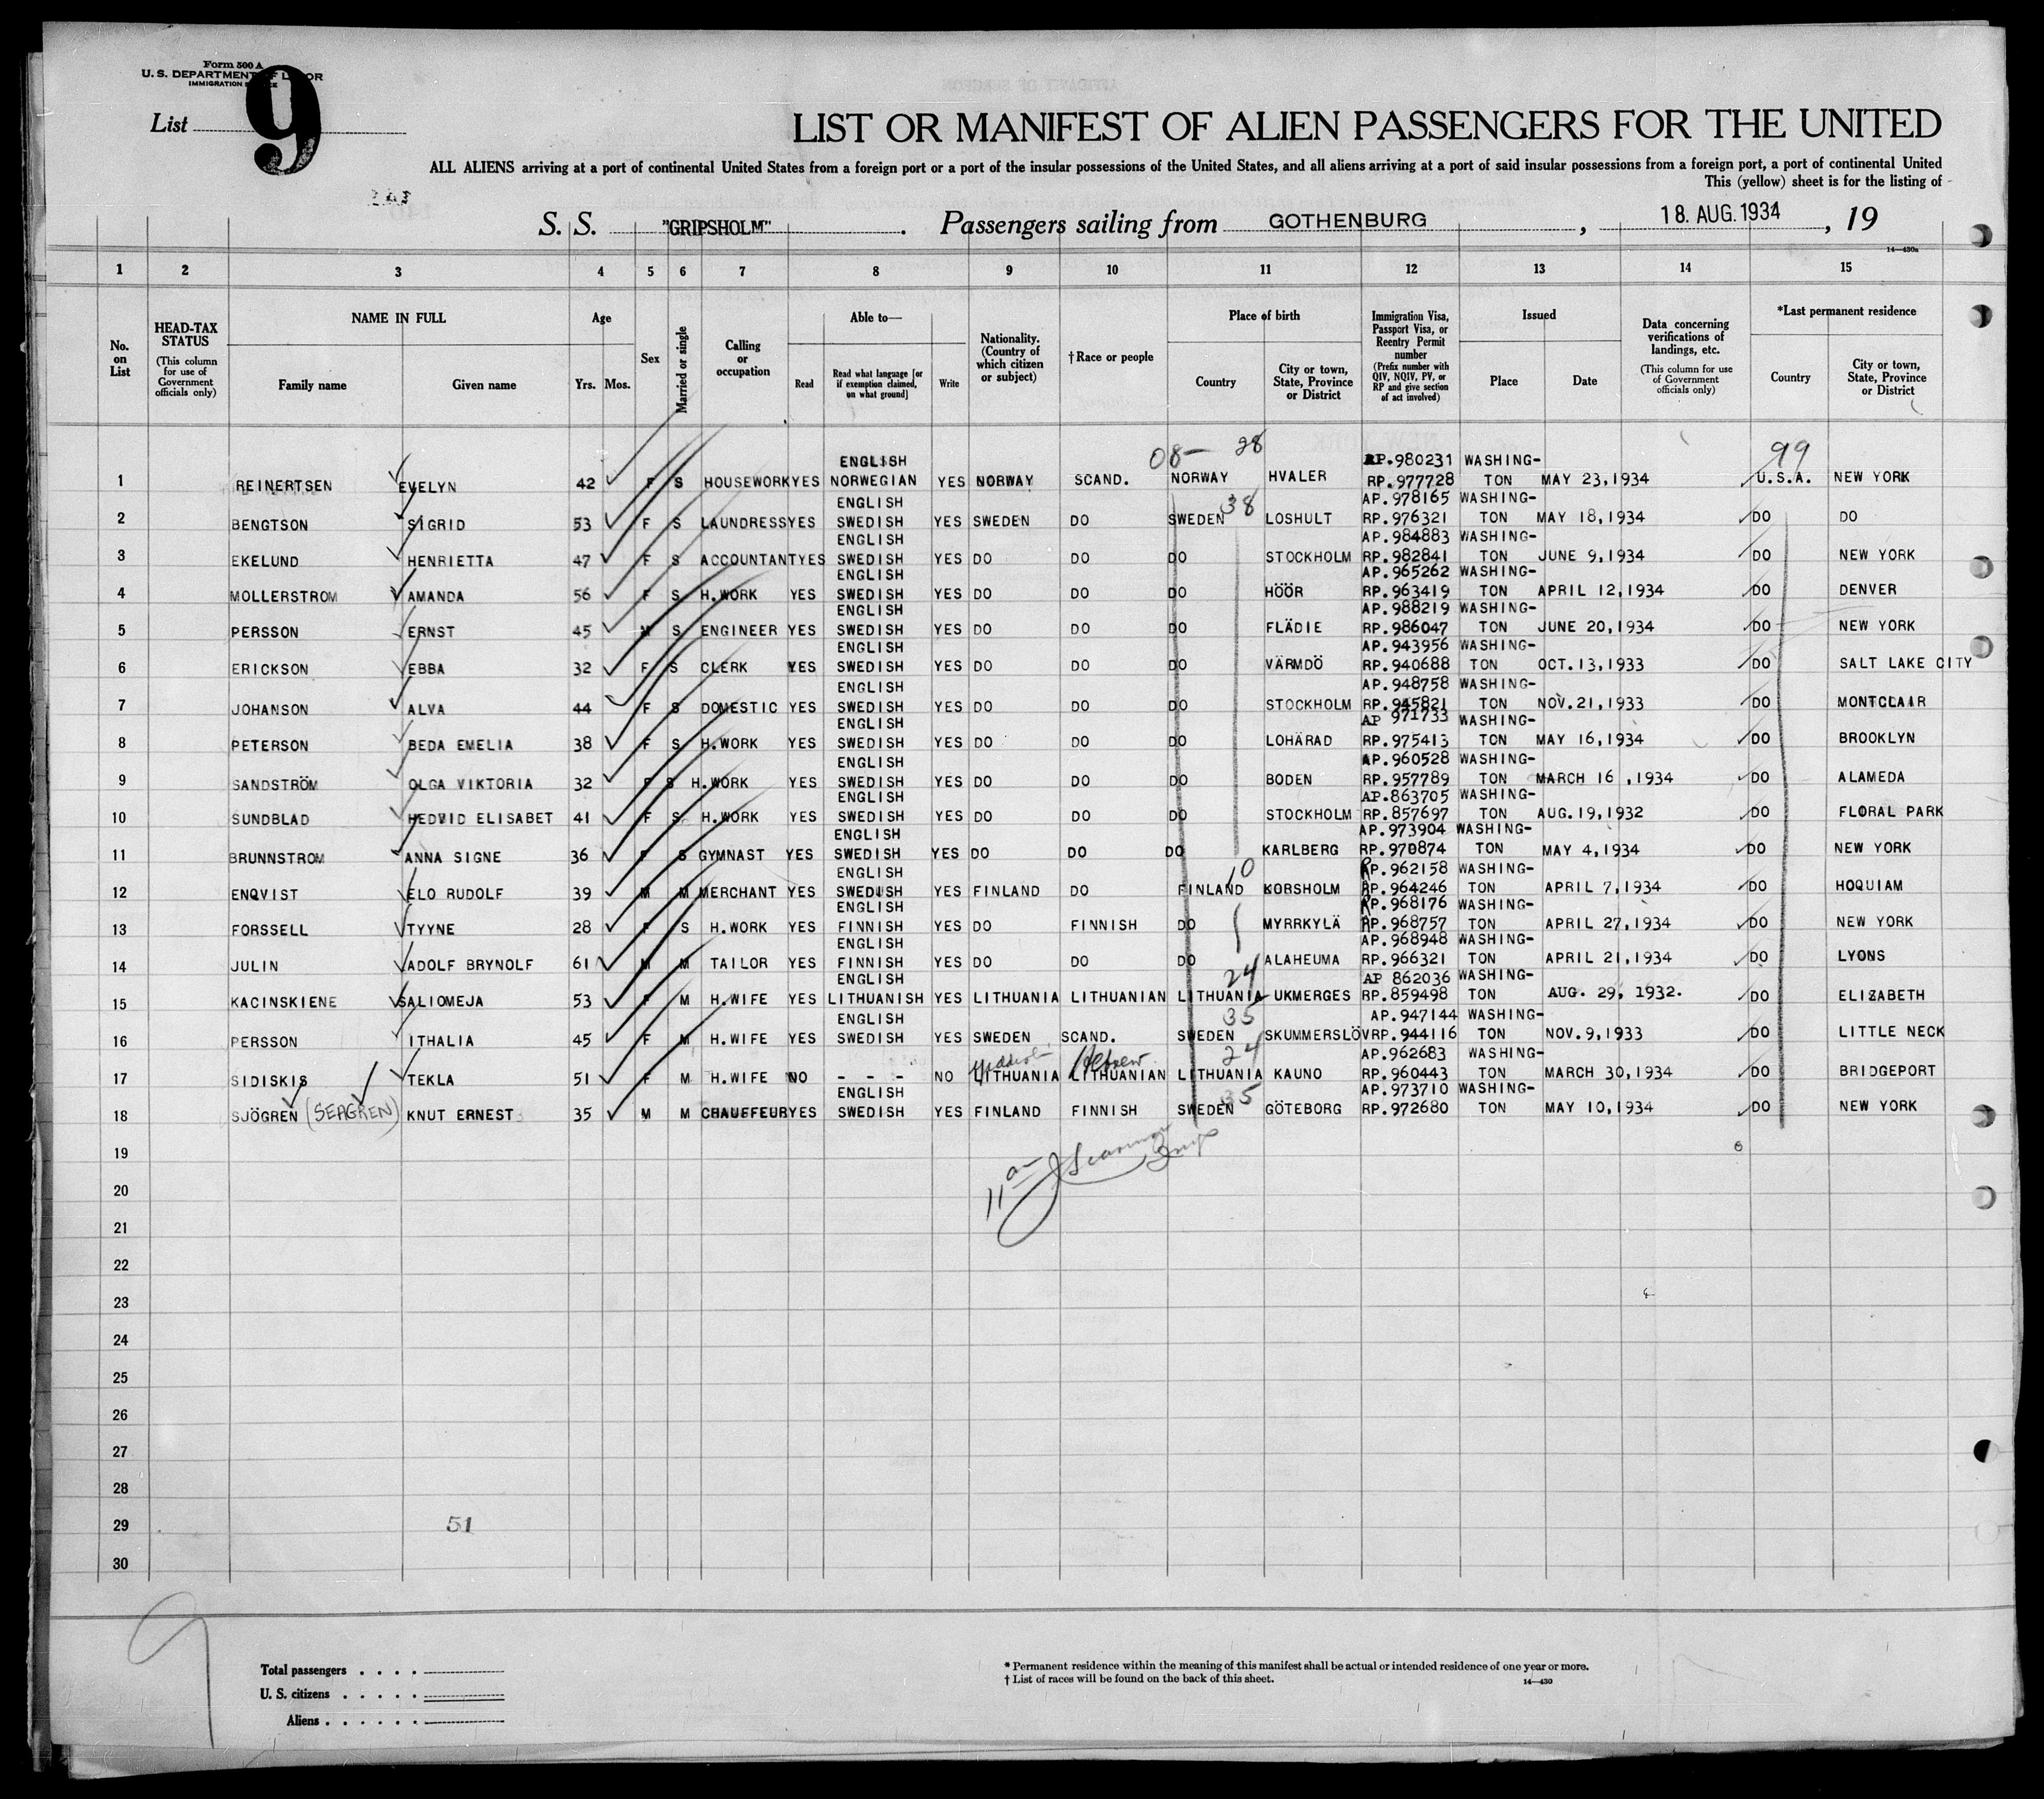 Form 500 A
U. S. DEPARTMENT OF LABOR
IMMIGRATION
List 9
LIST OR MANIFEST OF ALIEN PASSENGERS FOR THE UNITED
ALL ALIENS arriving at a port of continental United States from a foreign port or a port of the insular possessions of the United States, and all aliens arriving at a port of said insular possessions from a foreign port, a port of continental United
This (yellow) sheet is for the listing of
S. S. "GRIPSHOLM". Passengers sailing from GOTHENBURG, 18. AUG. 1934, 19
14—430a
1 2 3 4 5 6 7 8 9 10 11 12 13 14 15
No. on List
HEAD-TAX STATUS (This column for use of Government officials only)
NAME IN FULL Family name Given name
Age Yrs. Mos.
Sex
Married or single
Calling or occupation
Able to— Read Read what language [or if exemption claimed, on what ground] Write
Nationality. (Country of which citizen or subject)
†Race or people
Place of birth Country City or town, State, Province or District
Immigration Visa, Passport Visa, or Reentry Permit number (Prefix number with QIV, NQIV, PV, or RP and give section of act involved)
Issued Place Date
Data concerning verifications of landings, etc. (This column for use of Government officials only)
*Last permanent residence Country City or town, State, Province or District
08- 28 99
ENGLISH AP.980231 WASHING-
1 REINERTSEN EVELYN 42 F S HOUSEWORK YES NORWEGIAN YES NORWAY SCAND. NORWAY HVALER RP.977728 TON MAY 23,1934 U.S.A. NEW YORK
ENGLISH 38 AP.978165 WASHING-
2 BENGTSON SIGRID 53 F S LAUNDRESS YES SWEDISH YES SWEDEN DO SWEDEN LOSHULT RP.976321 TON MAY 18,1934 DO DO
ENGLISH AP.984883 WASHING-
3 EKELUND HENRIETTA 47 F S ACCOUNTANT YES SWEDISH YES DO DO DO STOCKHOLM RP.982841 TON JUNE 9,1934 DO NEW YORK
ENGLISH AP.965262 WASHING-
4 MOLLERSTROM AMANDA 56 F S H.WORK YES SWEDISH YES DO DO DO HÖÖR RP.963419 TON APRIL 12,1934 DO DENVER
ENGLISH AP.988219 WASHING-
5 PERSSON ERNST 45 M S ENGINEER YES SWEDISH YES DO DO DO FLÄDIE RP.986047 TON JUNE 20,1934 DO NEW YORK
ENGLISH AP.943956 WASHING-
6 ERICKSON EBBA 32 F S CLERK YES SWEDISH YES DO DO DO VÄRMDÖ RP.940688 TON OCT.13,1933 DO SALT LAKE CITY
ENGLISH AP.948758 WASHING-
7 JOHANSON ALVA 44 F S DOMESTIC YES SWEDISH YES DO DO DO STOCKHOLM RP.945821 TON NOV.21,1933 DO MONTCLAIR
ENGLISH AP 971733 WASHING-
8 PETERSON BEDA EMELIA 38 F S H.WORK YES SWEDISH YES DO DO DO LOHÄRAD RP.975413 TON MAY 16,1934 DO BROOKLYN
ENGLISH AP.960528 WASHING-
9 SANDSTRÖM OLGA VIKTORIA 32 F S H.WORK YES SWEDISH YES DO DO DO BODEN RP.957789 TON MARCH 16 ,1934 DO ALAMEDA
ENGLISH AP.863705 WASHING-
10 SUNDBLAD HEDVID ELISABET 41 F S H.WORK YES SWEDISH YES DO DO DO STOCKHOLM RP.857697 TON AUG.19,1932 DO FLORAL PARK
ENGLISH AP.973904 WASHING-
11 BRUNNSTROM ANNA SIGNE 36 F S GYMNAST YES SWEDISH YES DO DO DO KARLBERG RP.970874 TON MAY 4,1934 DO NEW YORK
ENGLISH 10 RP.962158 WASHING-
12 ENQVIST ELO RUDOLF 39 M M MERCHANT YES SWEDISH YES FINLAND DO FINLAND KORSHOLM RP.964246 TON APRIL 7,1934 DO HOQUIAM
ENGLISH RP.968176 WASHING-
13 FORSSELL TYYNE 28 F S H.WORK YES FINNISH YES DO FINNISH DO MYRRKYLÄ RP.968757 TON APRIL 27,1934 DO NEW YORK
ENGLISH AP.968948 WASHING-
14 JULIN ADOLF BRYNOLF 61 M M TAILOR YES FINNISH YES DO DO DO ALAHEUMA RP.966321 TON APRIL 21,1934 DO LYONS
ENGLISH 24 AP 862036 WASHING-
15 KACINSKIENE SALIOMEJA 53 F M H.WIFE YES LITHUANISH YES LITHUANIA LITHUANIAN LITHUANIA UKMERGES RP.859498 TON AUG. 29, 1932. DO ELIZABETH
ENGLISH 35 AP.947144 WASHING-
16 PERSSON ITHALIA 45 F M H.WIFE YES SWEDISH YES SWEDEN SCAND. SWEDEN SKUMMERSLÖV RP.944116 TON NOV.9,1933 DO LITTLE NECK
Hebrew 24 AP.962683 WASHING-
17 SIDISKIS TEKLA 51 F M H.WIFE NO - - - NO LITHUANIA LITHUANIAN LITHUANIA KAUNO RP.960443 TON MARCH 30,1934 DO BRIDGEPORT
ENGLISH 35 AP.973710 WASHING-
18 SJÖGREN (SEAGREN) KNUT ERNEST 35 M M CHAUFFEUR YES SWEDISH YES FINLAND FINNISH SWEDEN GÖTEBORG RP.972680 TON MAY 10,1934 DO NEW YORK
19
20
21
22
23
24
25
26
27
28
29 51
30
9
Total passengers
U. S. citizens
Aliens
* Permanent residence within the meaning of this manifest shall be actual or intended residence of one year or more.
† List of races will be found on the back of this sheet.
14—430